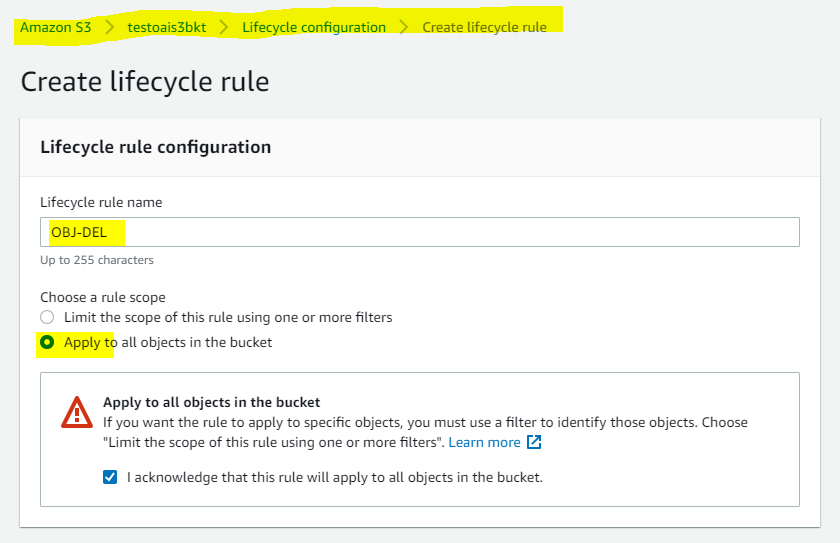 Amazon S3 > testoais3bkt > Lifecycle configuration > Create lifecycle rule
Create lifecycle rule
Lifecycle rule configuration
Lifecycle rule name
OBJ-DEL
Up to 255 characters
Choose a rule scope
Limit the scope of this rule using one or more filters
Apply to all objects in the bucket
Apply to all objects in the bucket
If you want the rule to apply to specific objects, you must use a filter to identify those objects. Choose
"Limit the scope of this rule using one or more filters". Learn more
I acknowledge that this rule will apply to all objects in the bucket.